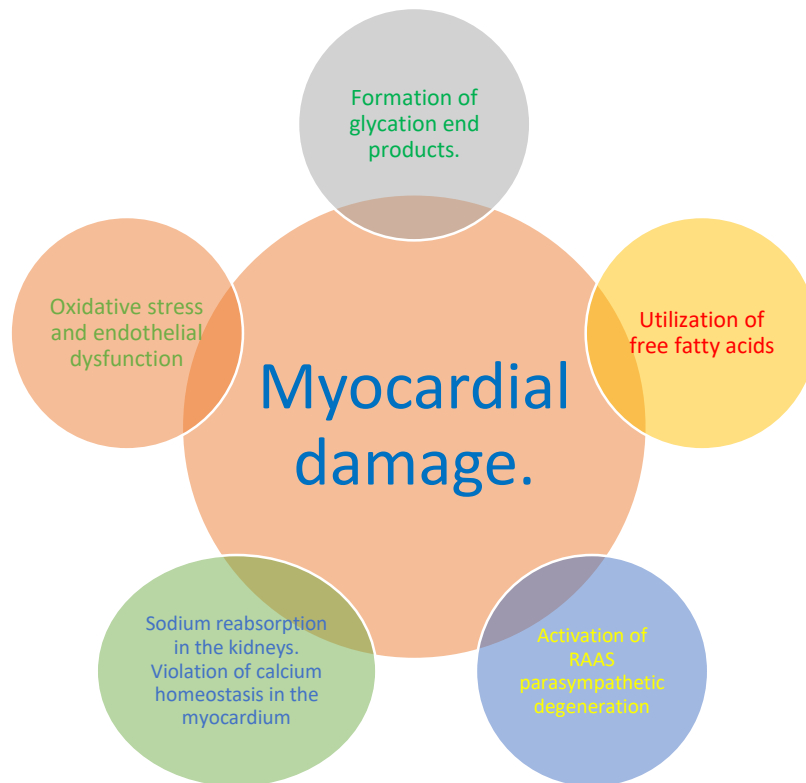 Formation of
glycation end
products.
Oxidative stress
and endothelial
dysfunction
Utilization of
free fatty acids
Myocardial
damage.
Sodium reabsorption
in the kidneys.
Violation of calcium
homeostasis in the
myocardium
Activation of
RAAS
parasympathetic
degeneration